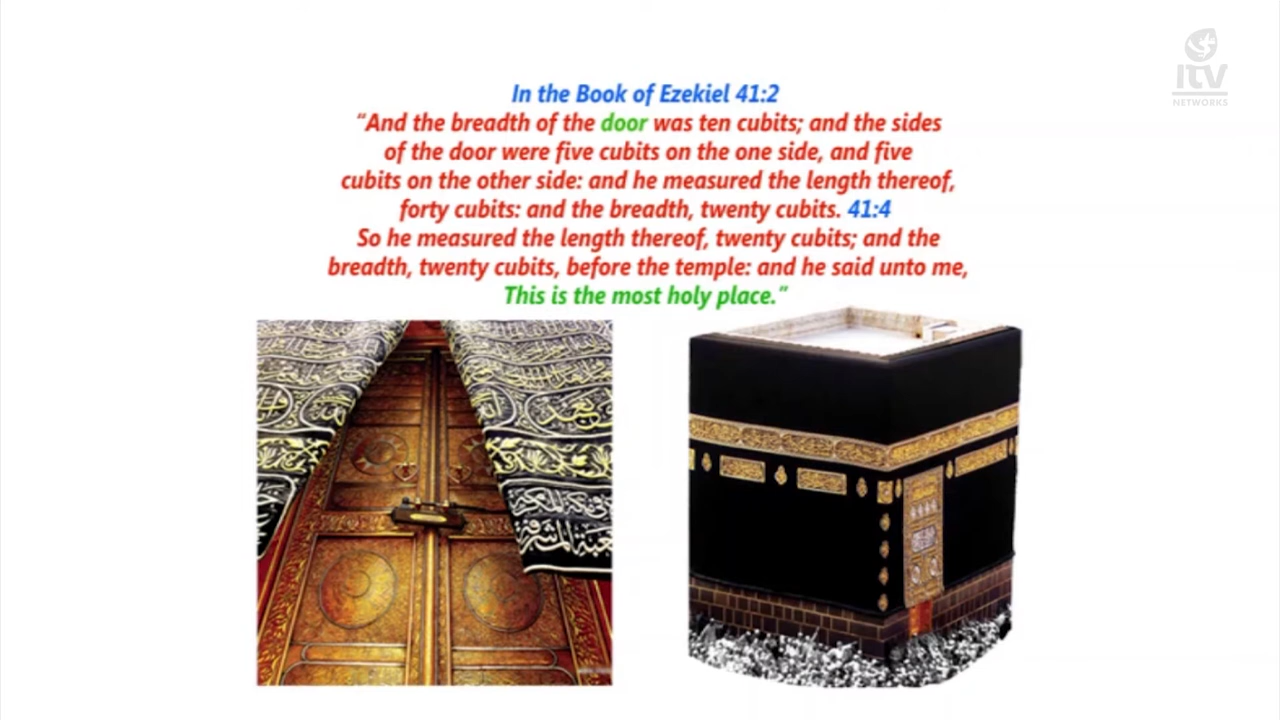 ITV
NETWORKS
In the Book of Ezekiel 41:2
“And the breadth of the door was ten cubits; and the sides
of the door were five cubits on the one side, and five
cubits on the other side: and he measured the length thereof,
forty cubits: and the breadth, twenty cubits. 41:4
So he measured the length thereof, twenty cubits; and the
breadth, twenty cubits, before the temple: and he said unto me,
This is the most holy place.”